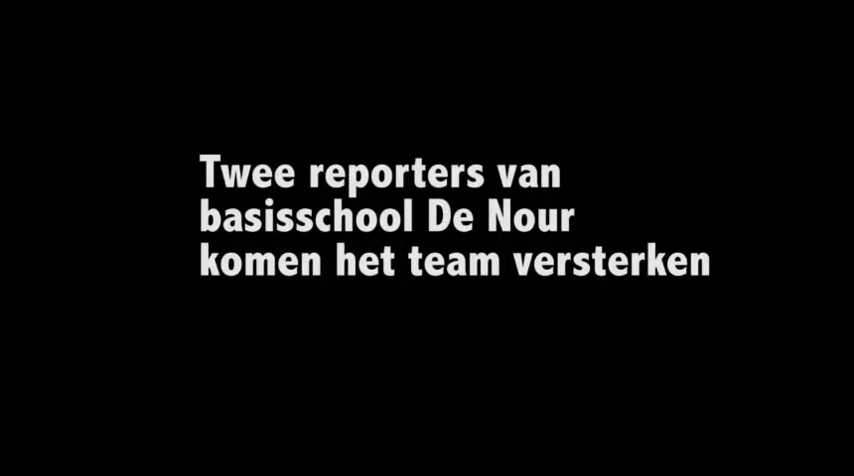 Twee reporters van
basisschool De Nour
komen het team versterken